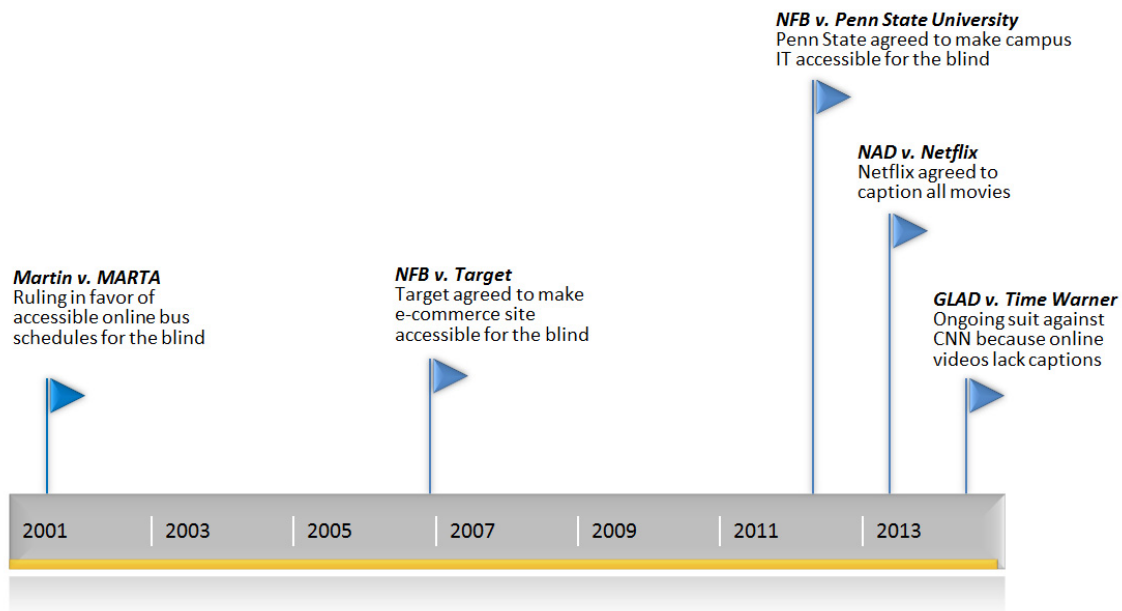 NFB v. Penn State University
Penn State agreed to make campus
IT accessible for the blind
NAD v. Netflix
Netflix agreed to
caption all movies
Martin v. MARTA
Ruling in favor of
accessible online bus
schedules for the blind
NFB v. Target
Target agreed to make
e-commerce site
accessible for the blind
GLAD v. Time Warner
Ongoing suit against
CNN because online
videos lack captions
2001
2003
2005
2007
2009
2011
2013